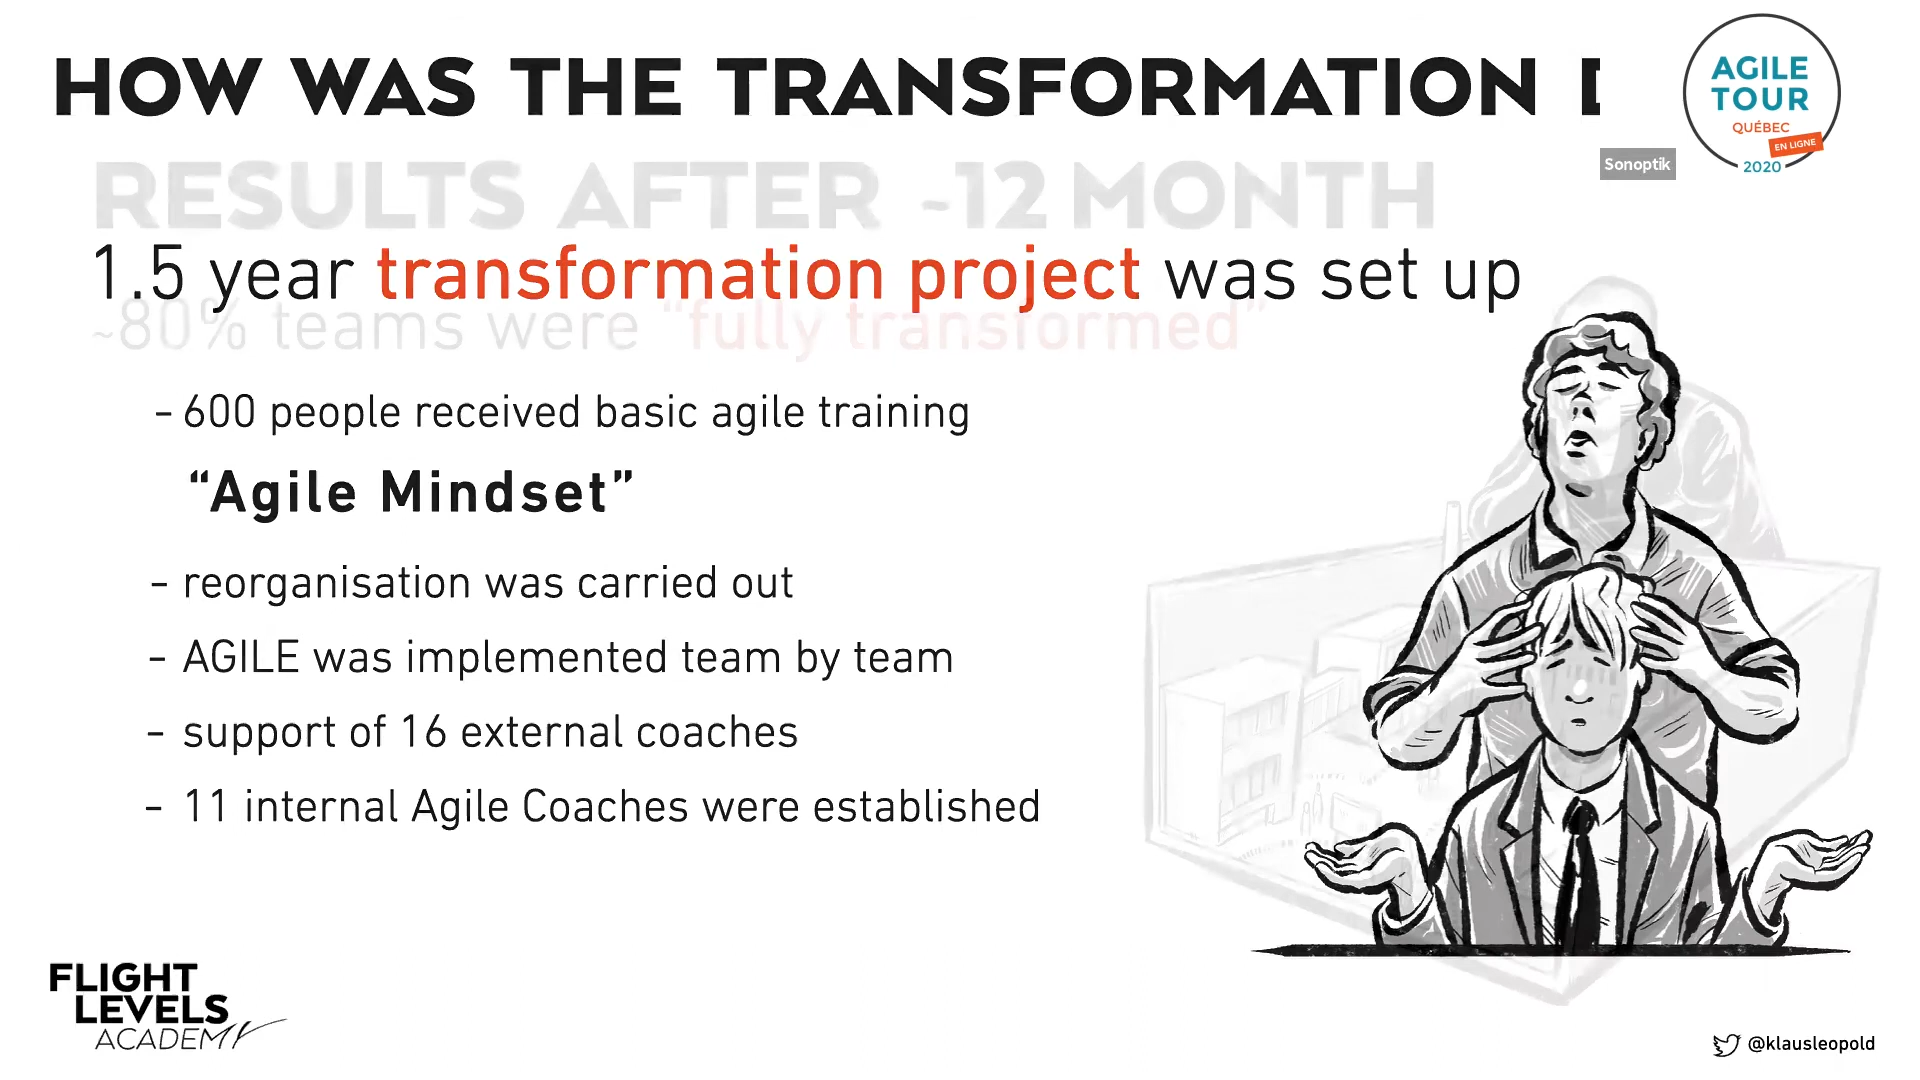 HOW WAS THE TRANSFORMATION
AGILE
TOUR
QUÉBEC
EN LIGNE
2020
Sonoptik
RESULTS AFTER ~12 MONTH
1.5 year transformation project was set up
~80% teams were “fully transformed”
- 600 people received basic agile training
“Agile Mindset”
- reorganisation was carried out
- AGILE was implemented team by team
- support of 16 external coaches
- 11 internal Agile Coaches were established
FLIGHT
LEVELS
ACADEMY
@klausleopold